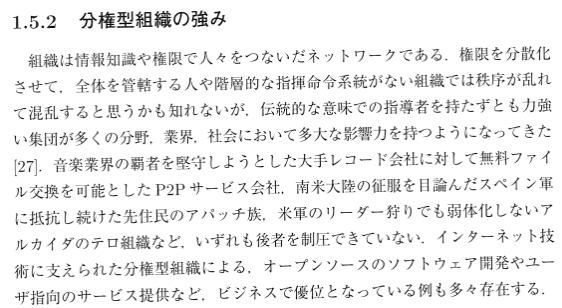 1.5.2 分権型組織の強み
組織は情報知識や権限で人々をつないだネットワークである．権限を分散化
させて，全体を管轄する人や階層的な指揮命令系統がない組織では秩序が乱れ
て混乱すると思うかも知れないが，伝統的な意味での指導者を持たずとも力強
い集団が多くの分野，業界，社会において多大な影響力を持つようになってきた
[27]．音楽業界の覇者を堅守しようとした大手レコード会社に対して無料ファイ
ル交換を可能とした P2P サービス会社，南米大陸の征服を目論んだスペイン軍
に抵抗し続けた先住民のアパッチ族，米軍のリーダー狩りでも弱体化しないア
ルカイダのテロ組織など，いずれも後者を制圧できていない．インターネット技
術に支えられた分権型組織による，オープンソースのソフトウェア開発やユー
ザ指向のサービス提供など，ビジネスで優位となっている例も多々存在する．